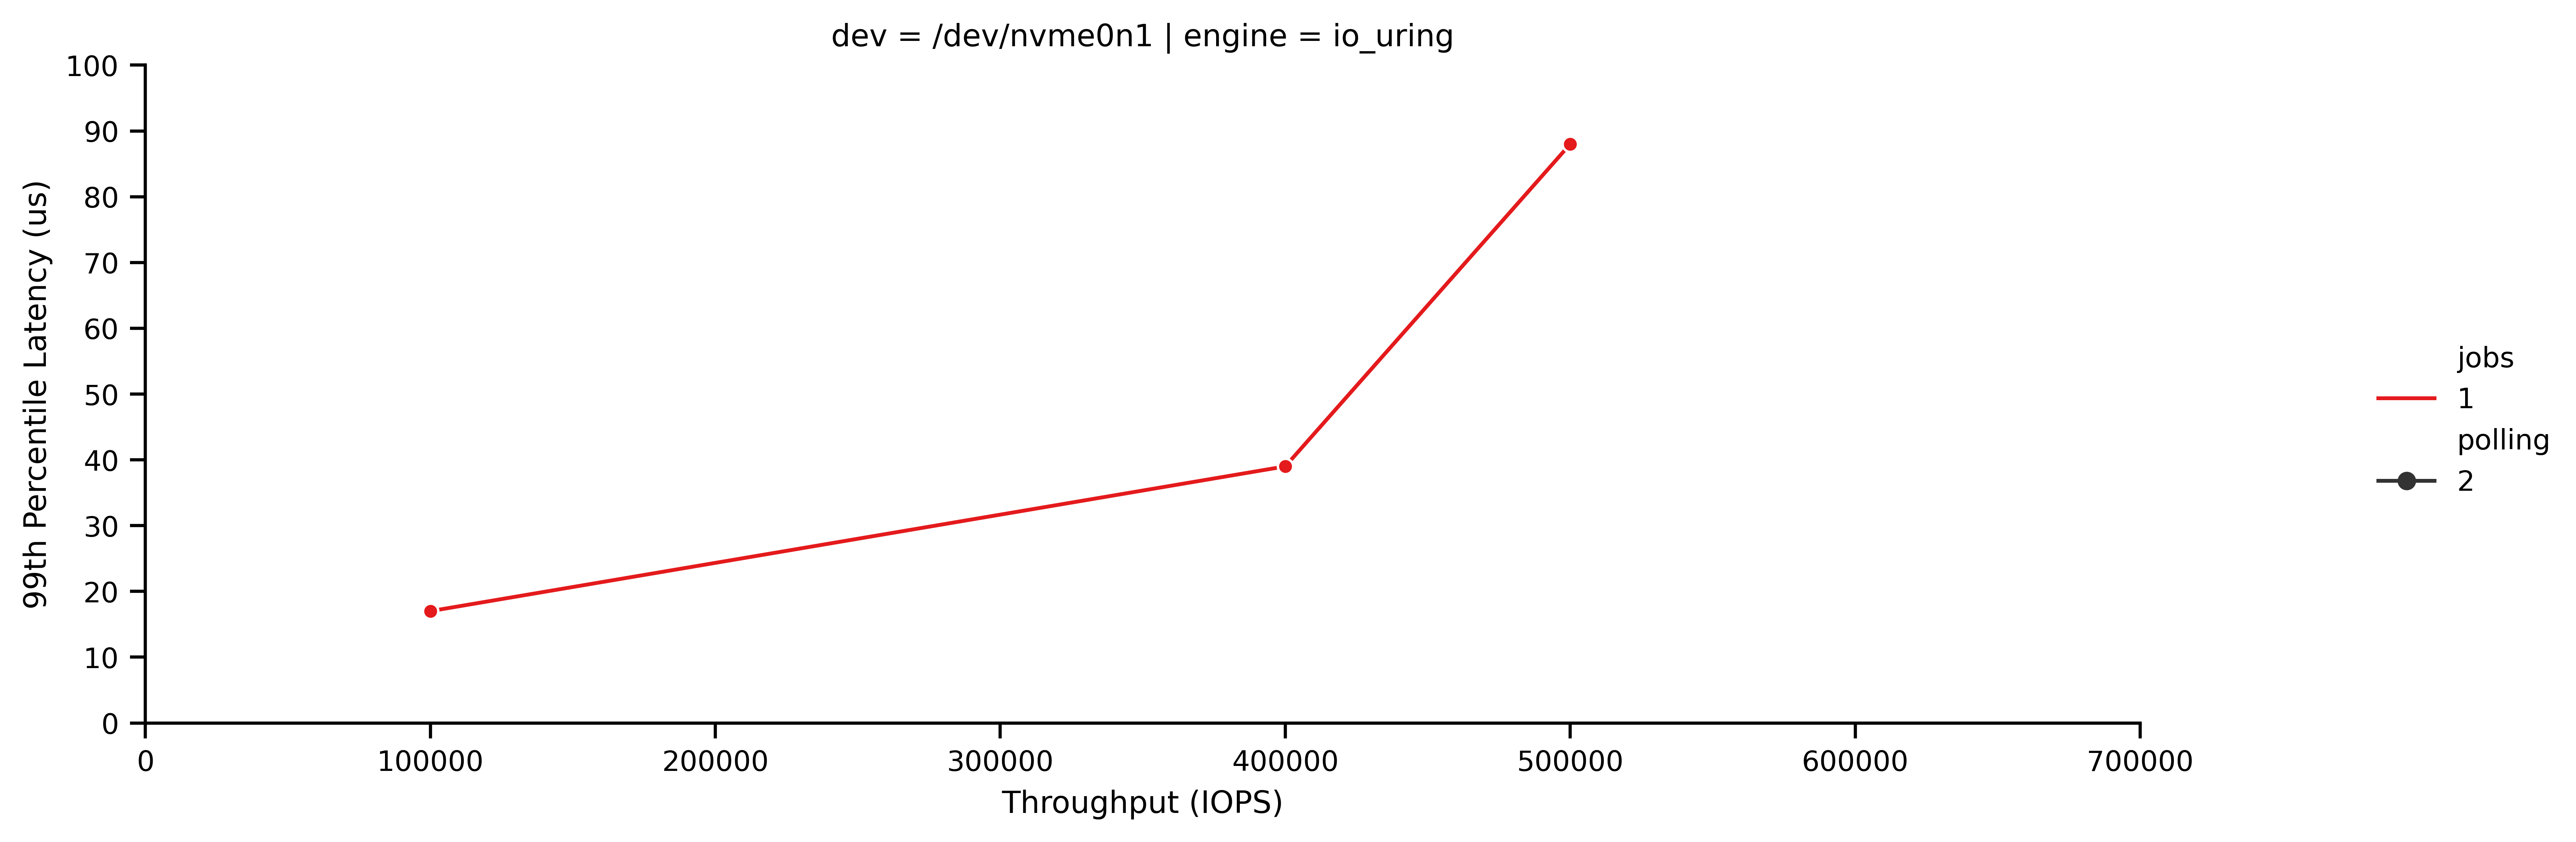 dev = /dev/nvme0n1 | engine = io_uring
100
90
80
70
60
50
40
30
20
10
0
99th Percentile Latency (us)
0 100000 200000 300000 400000 500000 600000 700000
Throughput (IOPS)
jobs
1
polling
2